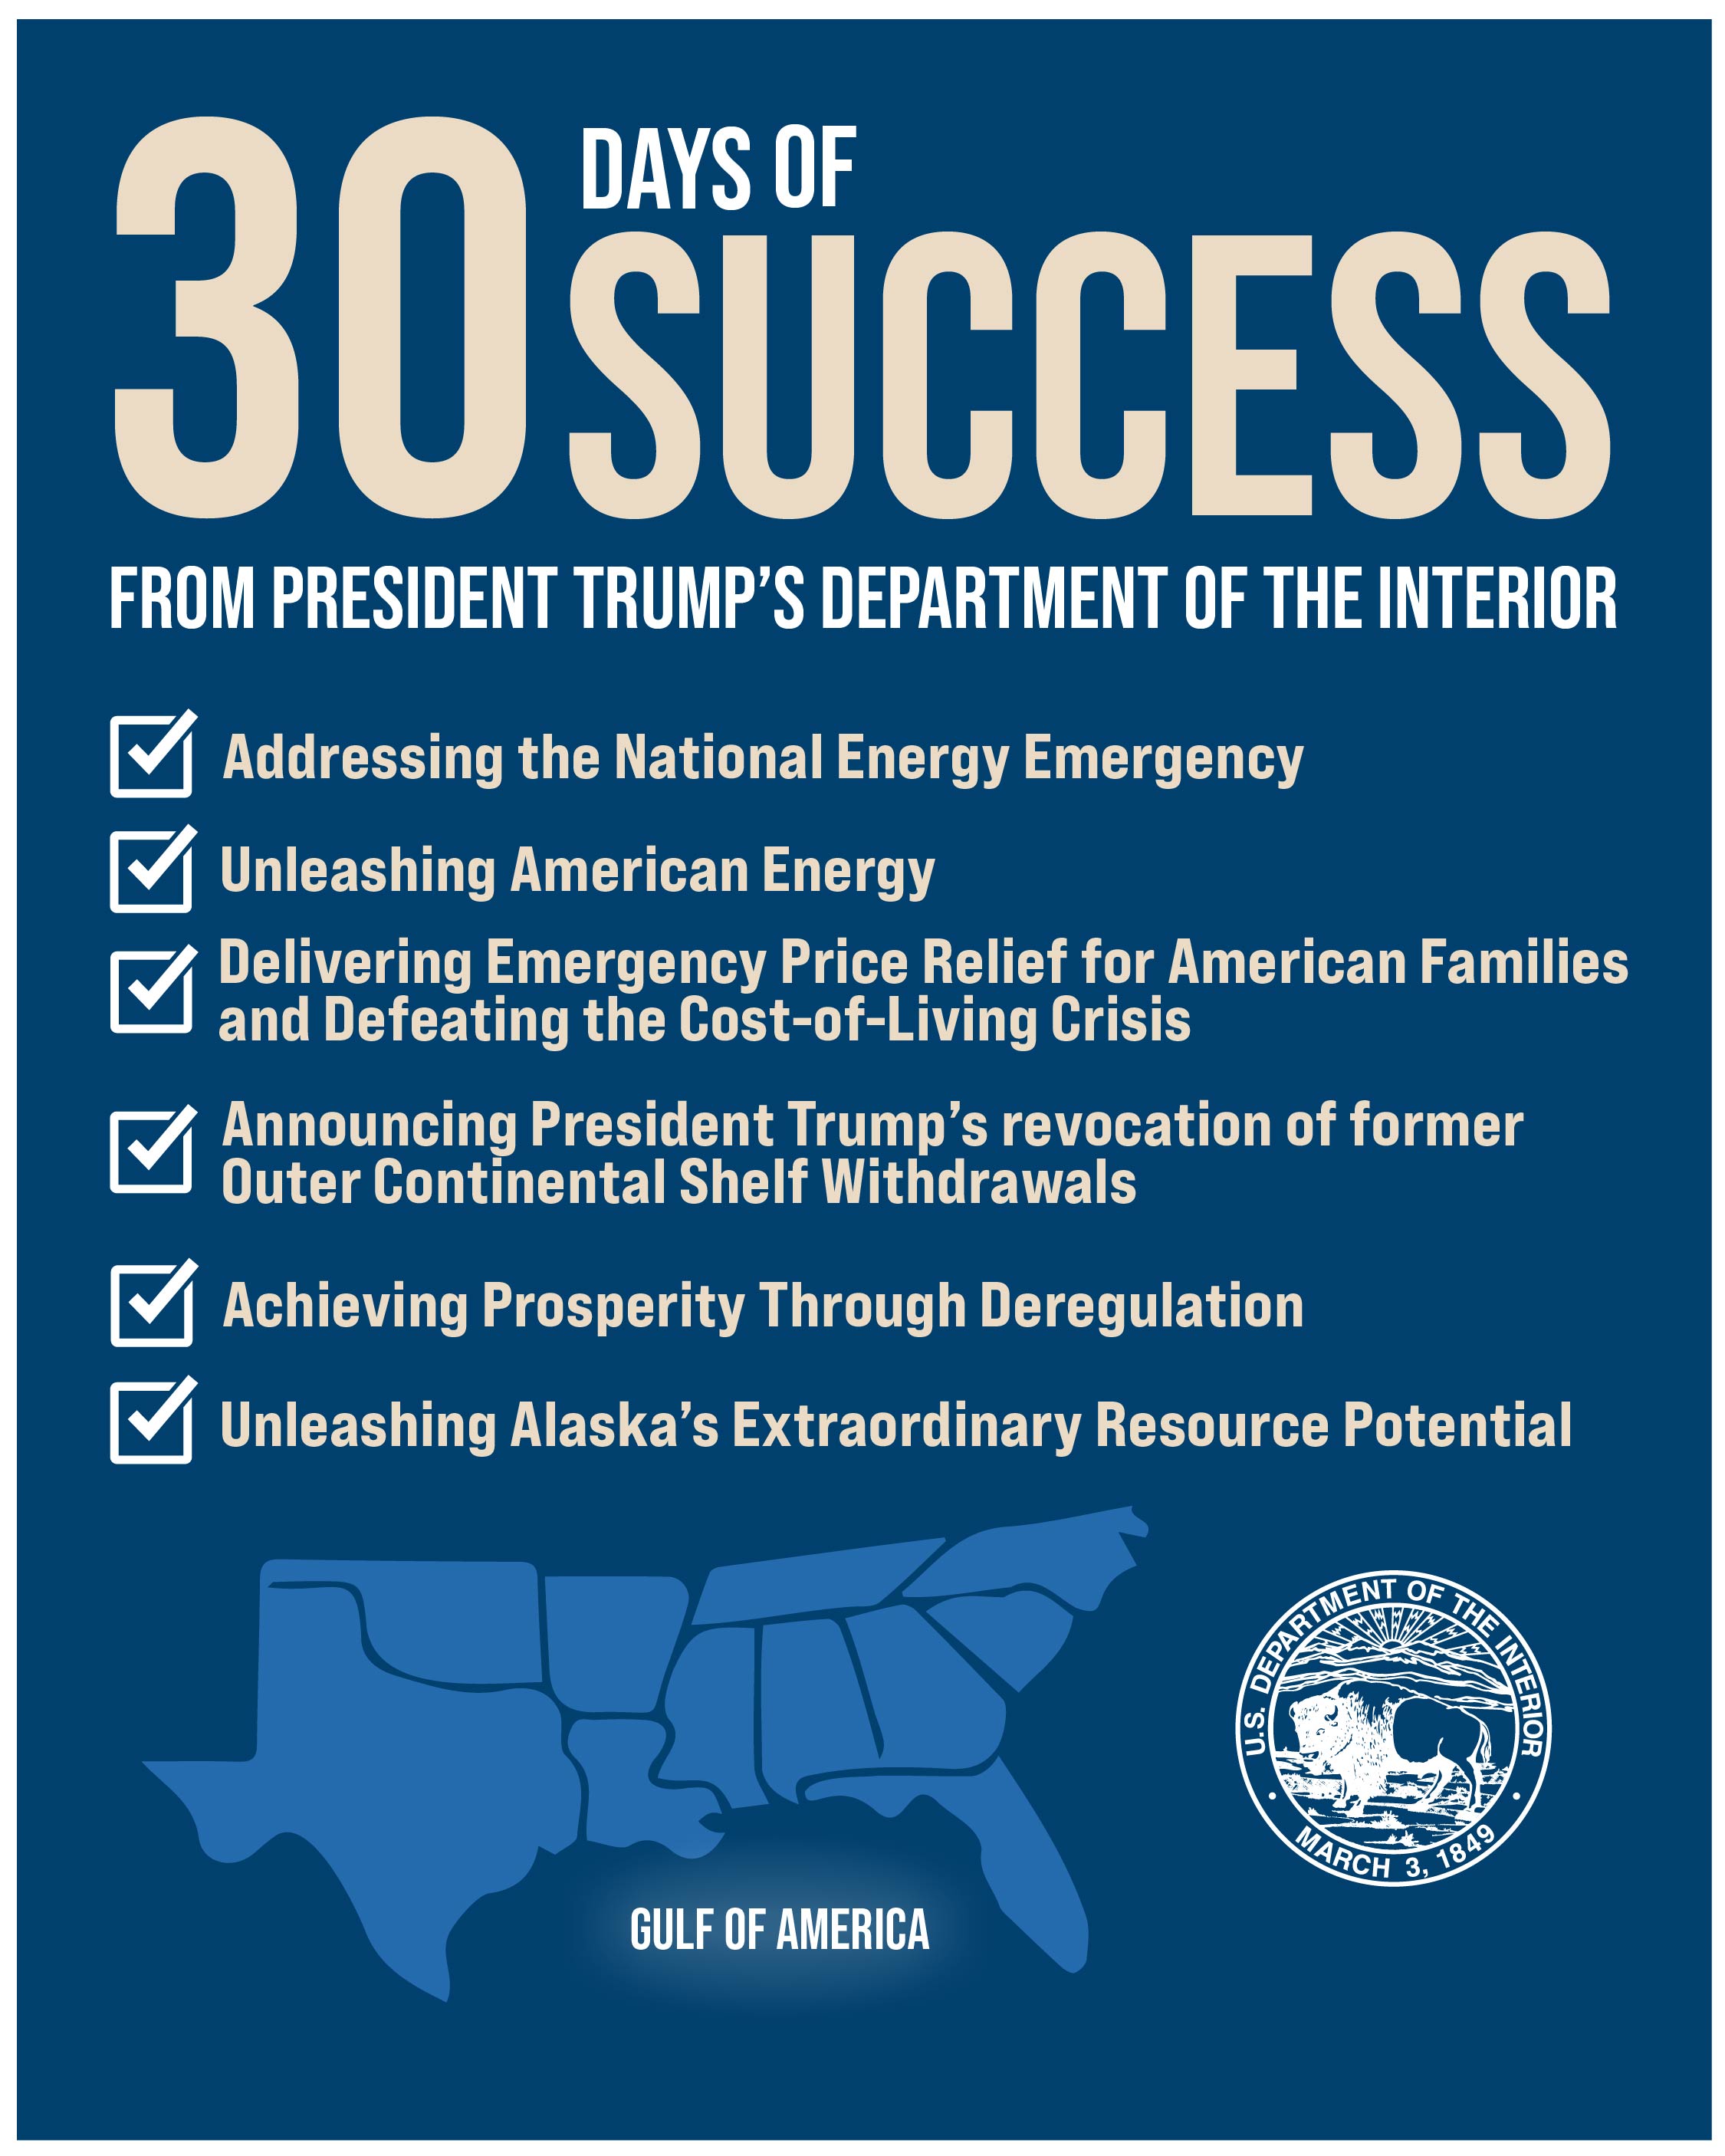 30 DAYS OF
SUCCESS
FROM PRESIDENT TRUMP’S DEPARTMENT OF THE INTERIOR
Addressing the National Energy Emergency
Unleashing American Energy
Delivering Emergency Price Relief for American Families
and Defeating the Cost-of-Living Crisis
Announcing President Trump’s revocation of former
Outer Continental Shelf Withdrawals
Achieving Prosperity Through Deregulation
Unleashing Alaska’s Extraordinary Resource Potential
GULF OF AMERICA
U.S. DEPARTMENT OF THE INTERIOR
MARCH 3, 1849